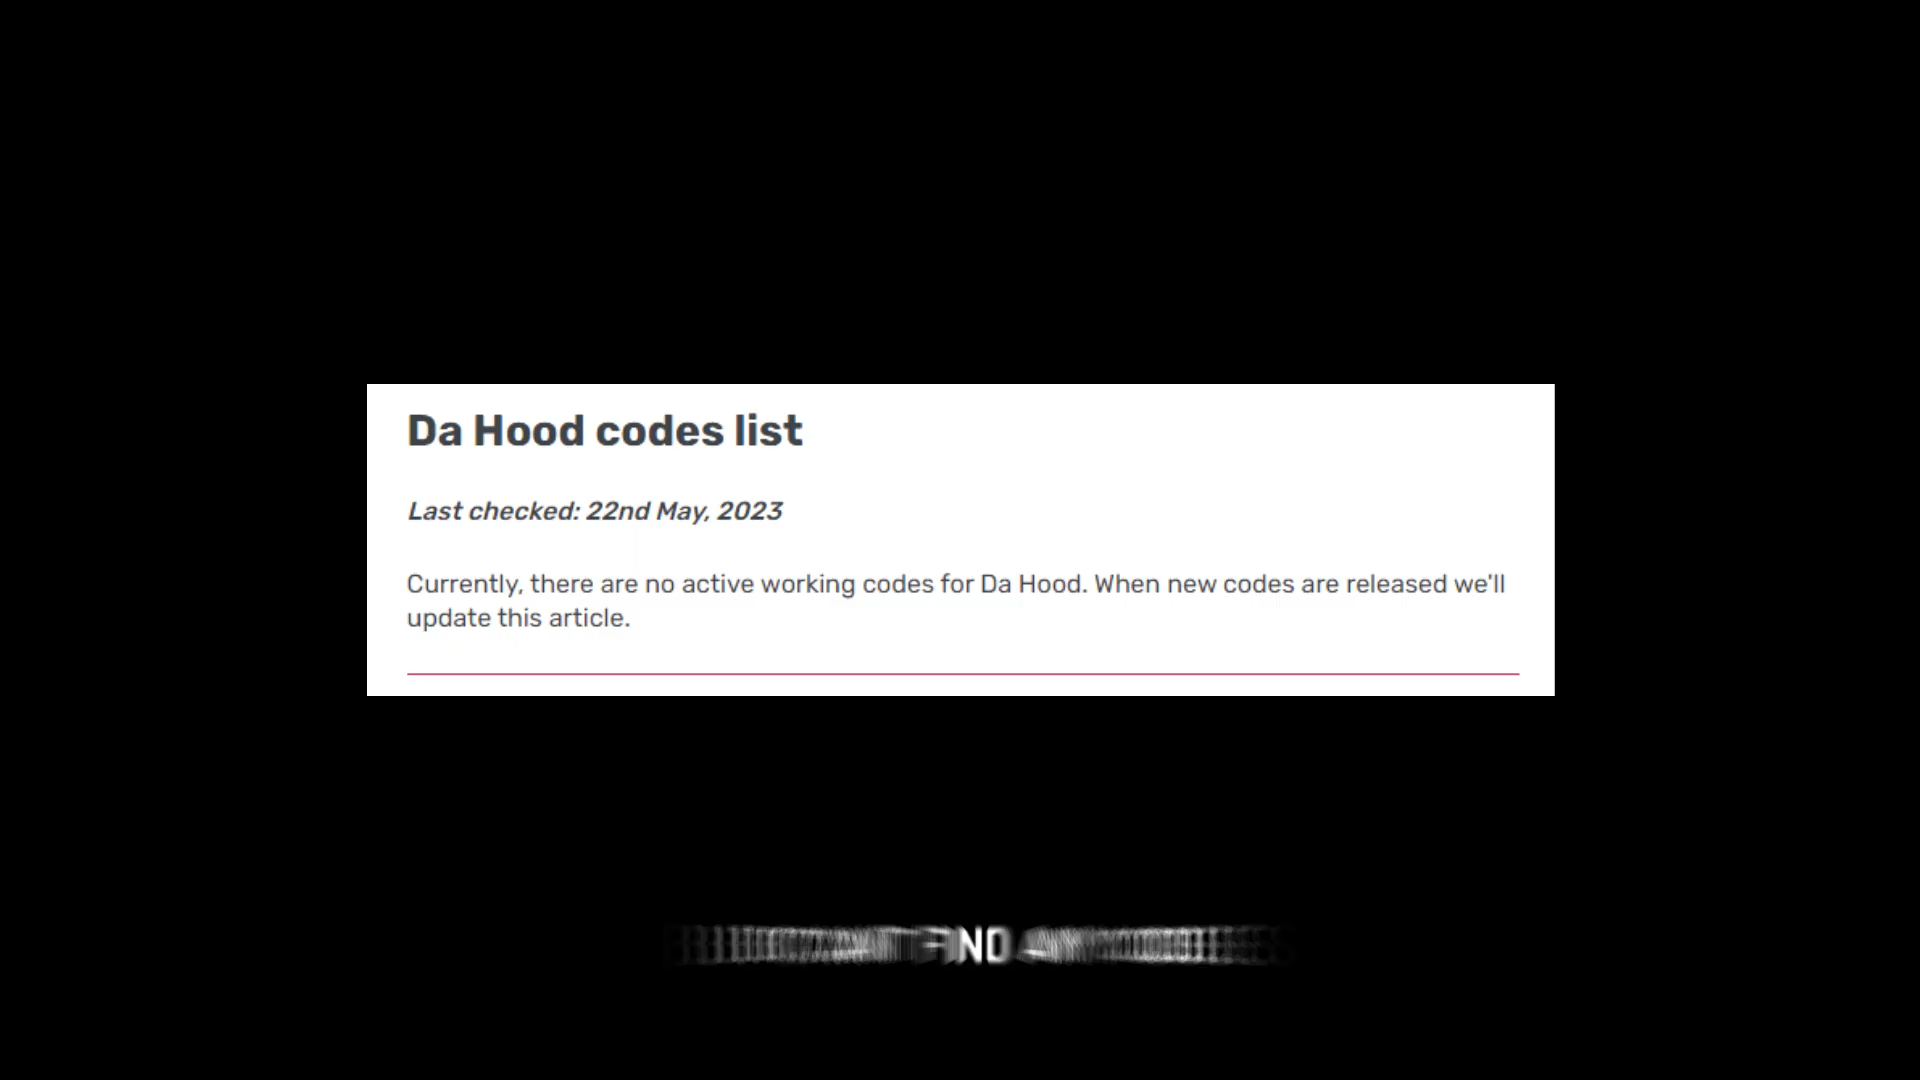 Da Hood codes list
Last checked: 22nd May, 2023
Currently, there are no active working codes for Da Hood. When new codes are released we'll
update this article.